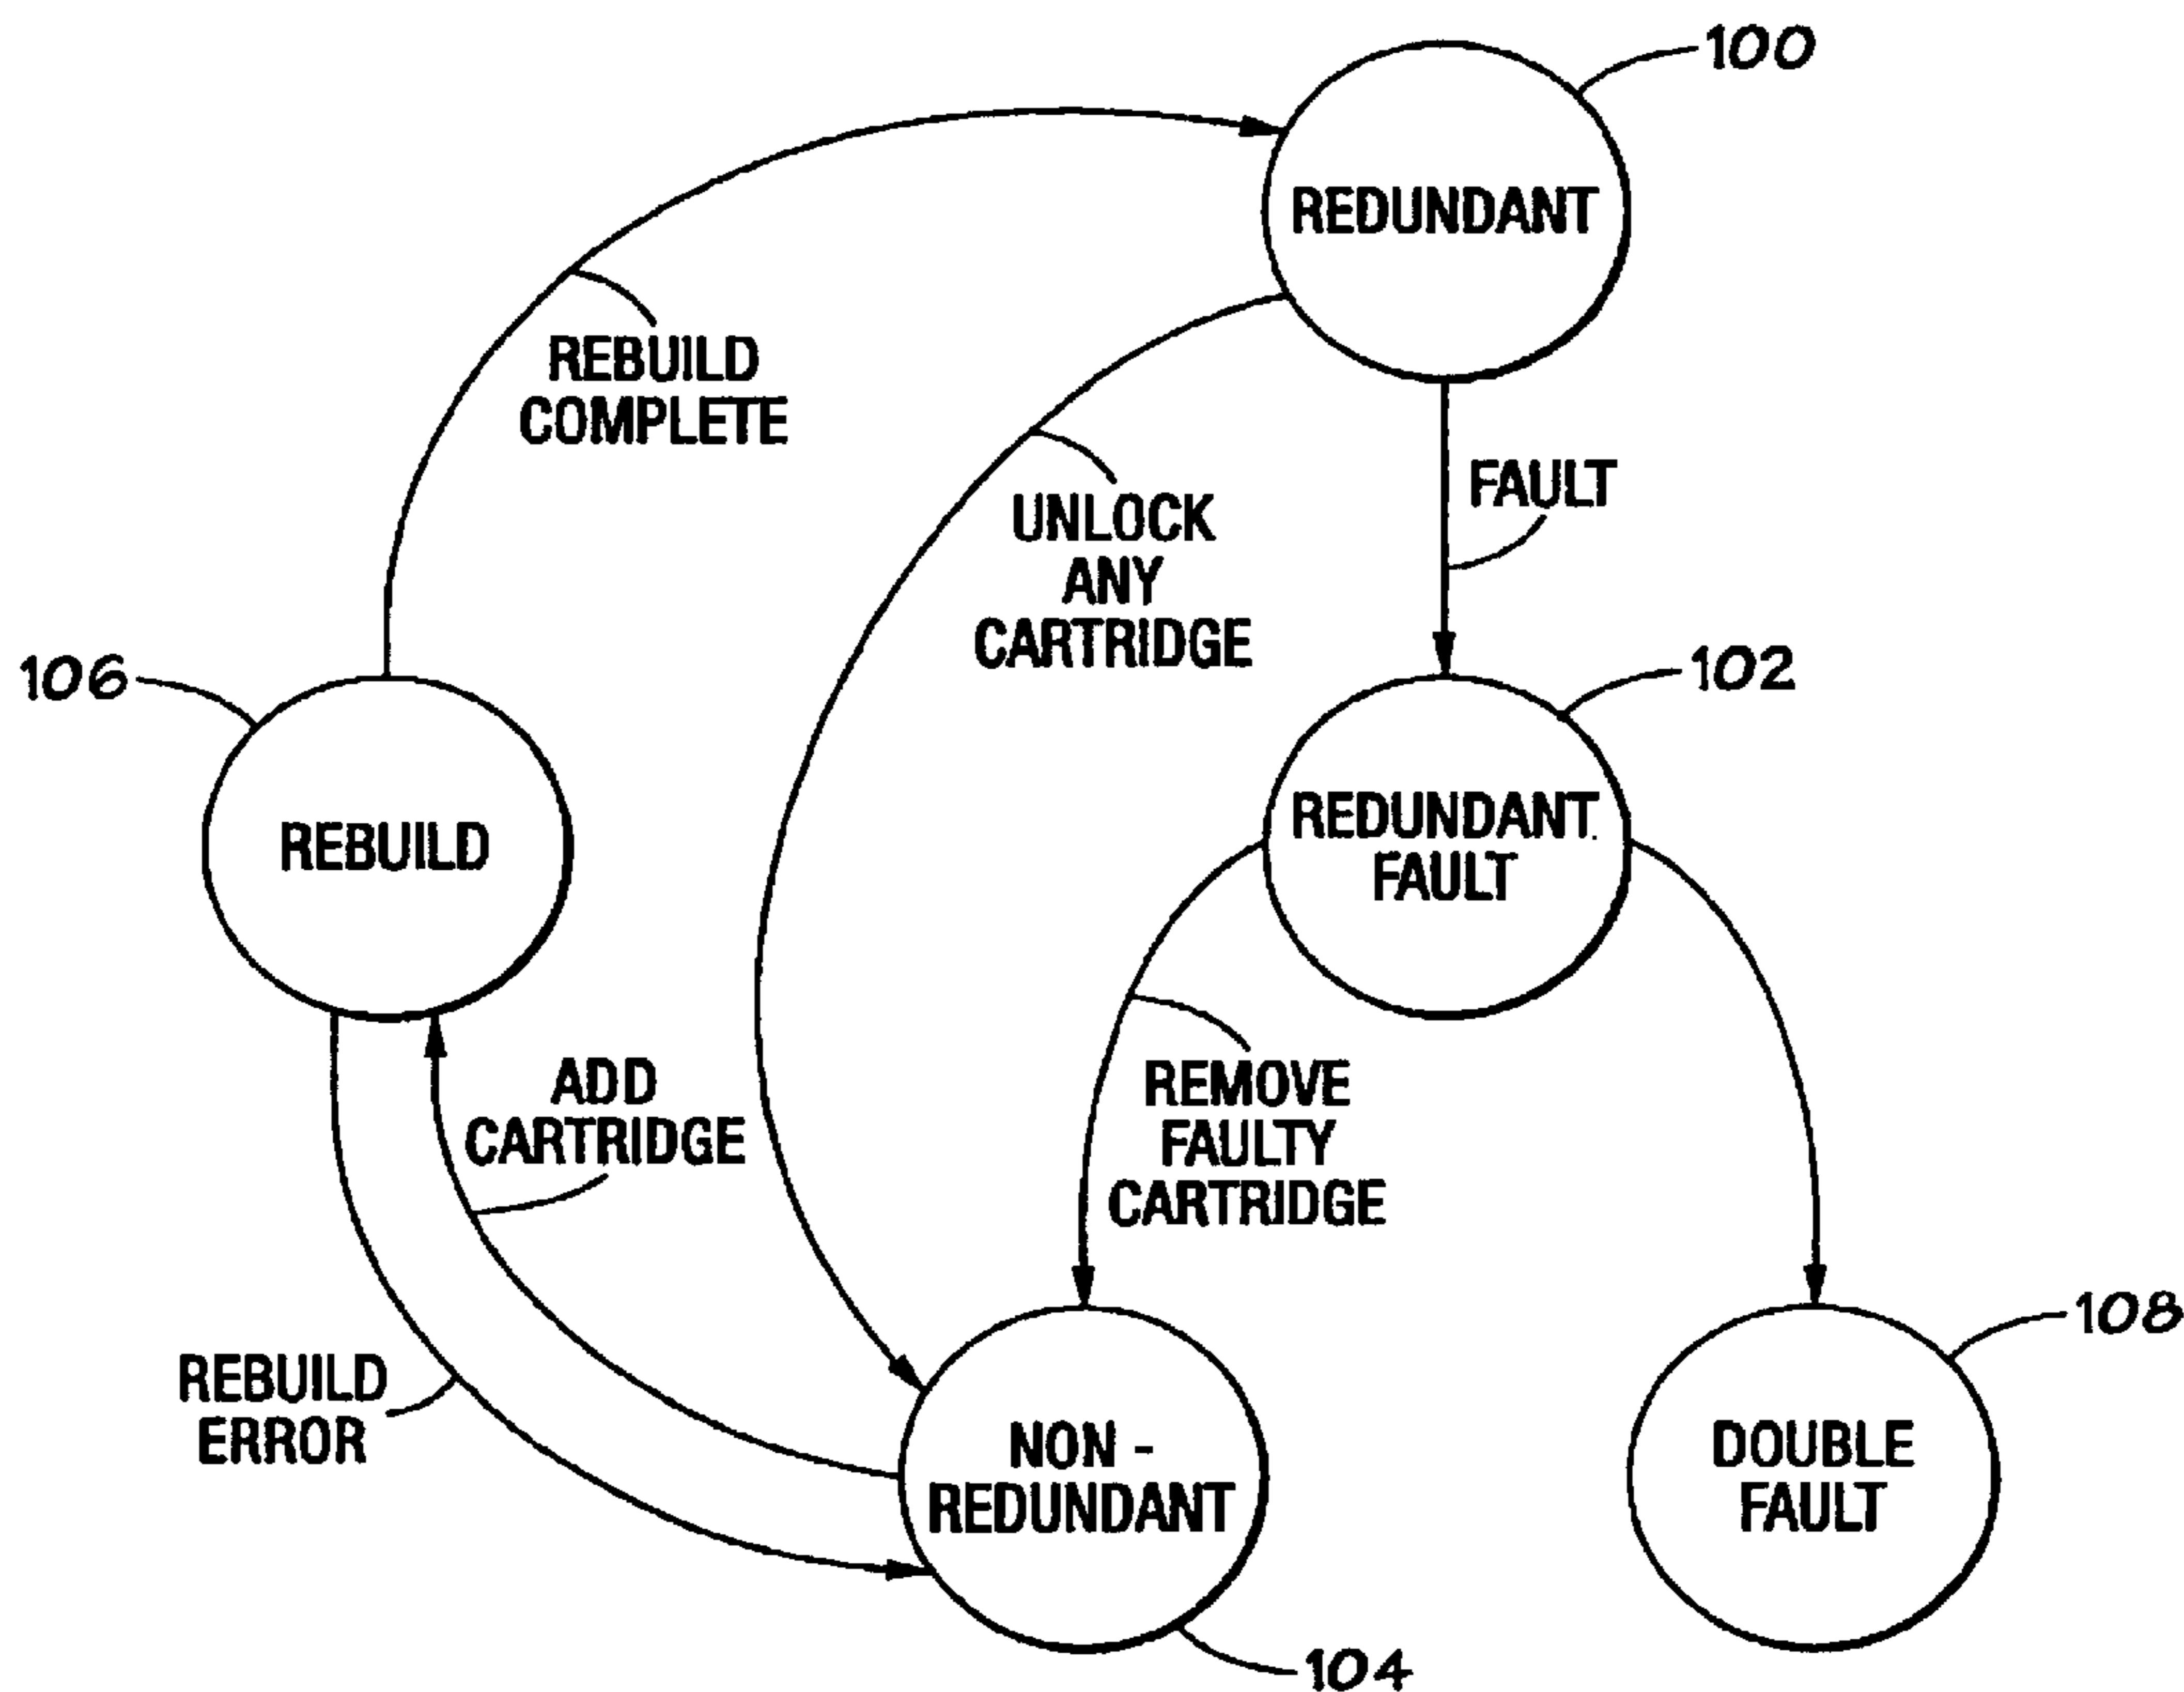 100
REDUNDANT
REBUILD
COMPLETE
UNLOCK
ANY
CARTRIDGE
FAULT
106
102
REBUILD
REDUNDANT.
FAULT
ADD
CARTRIDGE
REMOVE
FAULTY
CARTRIDGE
108
REBUILD
ERROR
NON -
REDUNDANT
DOUBLE
FAULT
104